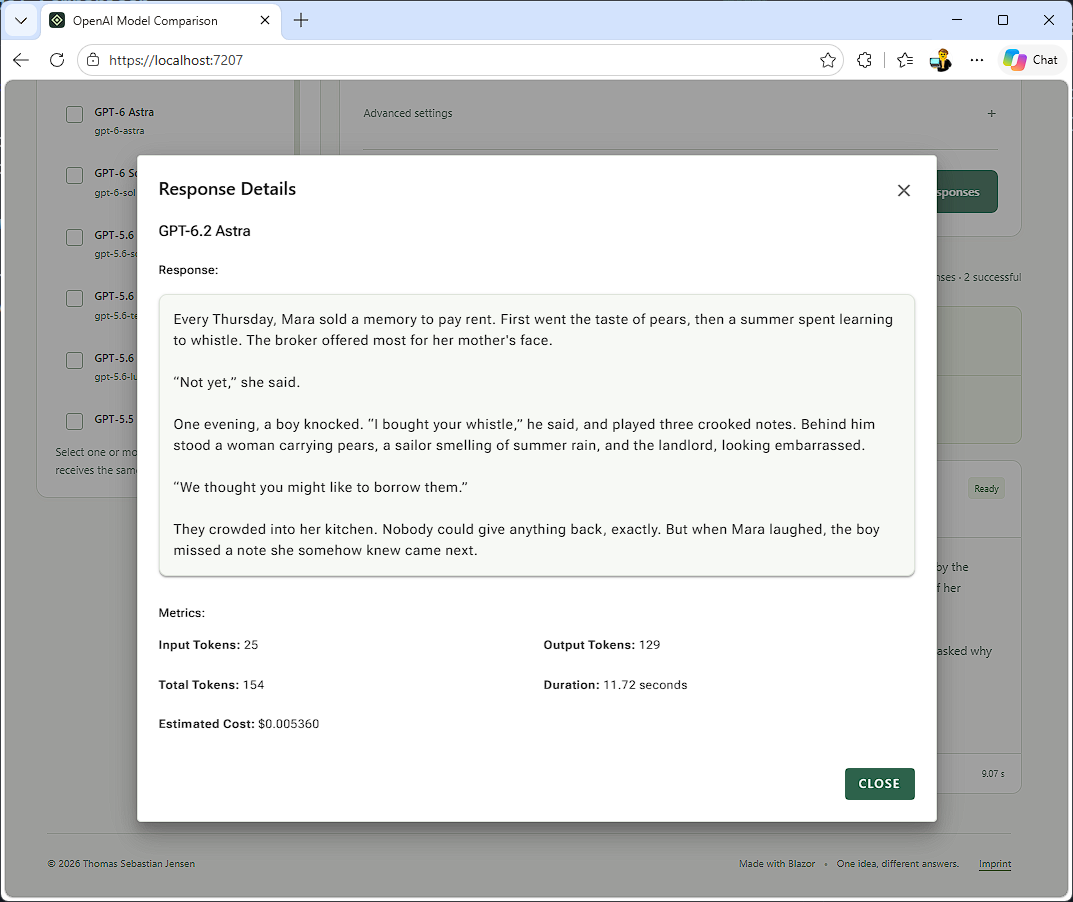 OpenAI Model Comparison
https://localhost:7207
Chat
GPT-6 Astra
gpt-6-astra
Advanced settings
GPT-6
gpt-6-sol
GPT-5.6
GPT-5.6
GPT-5.6
GPT-5.5
Select one or
receives the
2 successful
Ready
by the
her
asked why
9.07 s
Response Details
GPT-6.2 Astra
Response:
Every Thursday, Mara sold a memory to pay rent. First went the taste of pears, then a summer spent learning
to whistle. The broker offered most for her mother's face.
“Not yet,” she said.
One evening, a boy knocked. “I bought your whistle,” he said, and played three crooked notes. Behind him
stood a woman carrying pears, a sailor smelling of summer rain, and the landlord, looking embarrassed.
“We thought you might like to borrow them.”
They crowded into her kitchen. Nobody could give anything back, exactly. But when Mara laughed, the boy
missed a note she somehow knew came next.
Metrics:
Input Tokens: 25
Output Tokens: 129
Total Tokens: 154
Duration: 11.72 seconds
Estimated Cost: $0.005360
CLOSE
© 2026 Thomas Sebastian Jensen
Made with Blazor • One idea, different answers. Imprint